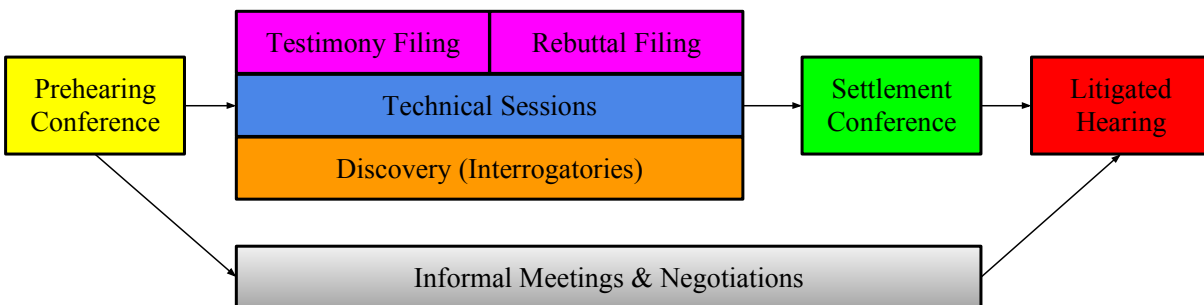 Prehearing
Conference
Testimony Filing
Rebuttal Filing
Technical Sessions
Discovery (Interrogatories)
Settlement
Conference
Litigated
Hearing
Informal Meetings & Negotiations